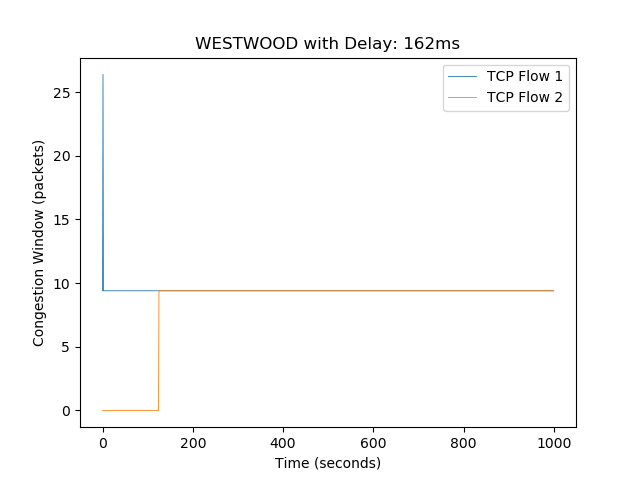 WESTWOOD with Delay: 162ms
TCP Flow 1
TCP Flow 2
25
20
15
10
5
0
Congestion Window (packets)
0 200 400 600 800 1000
Time (seconds)